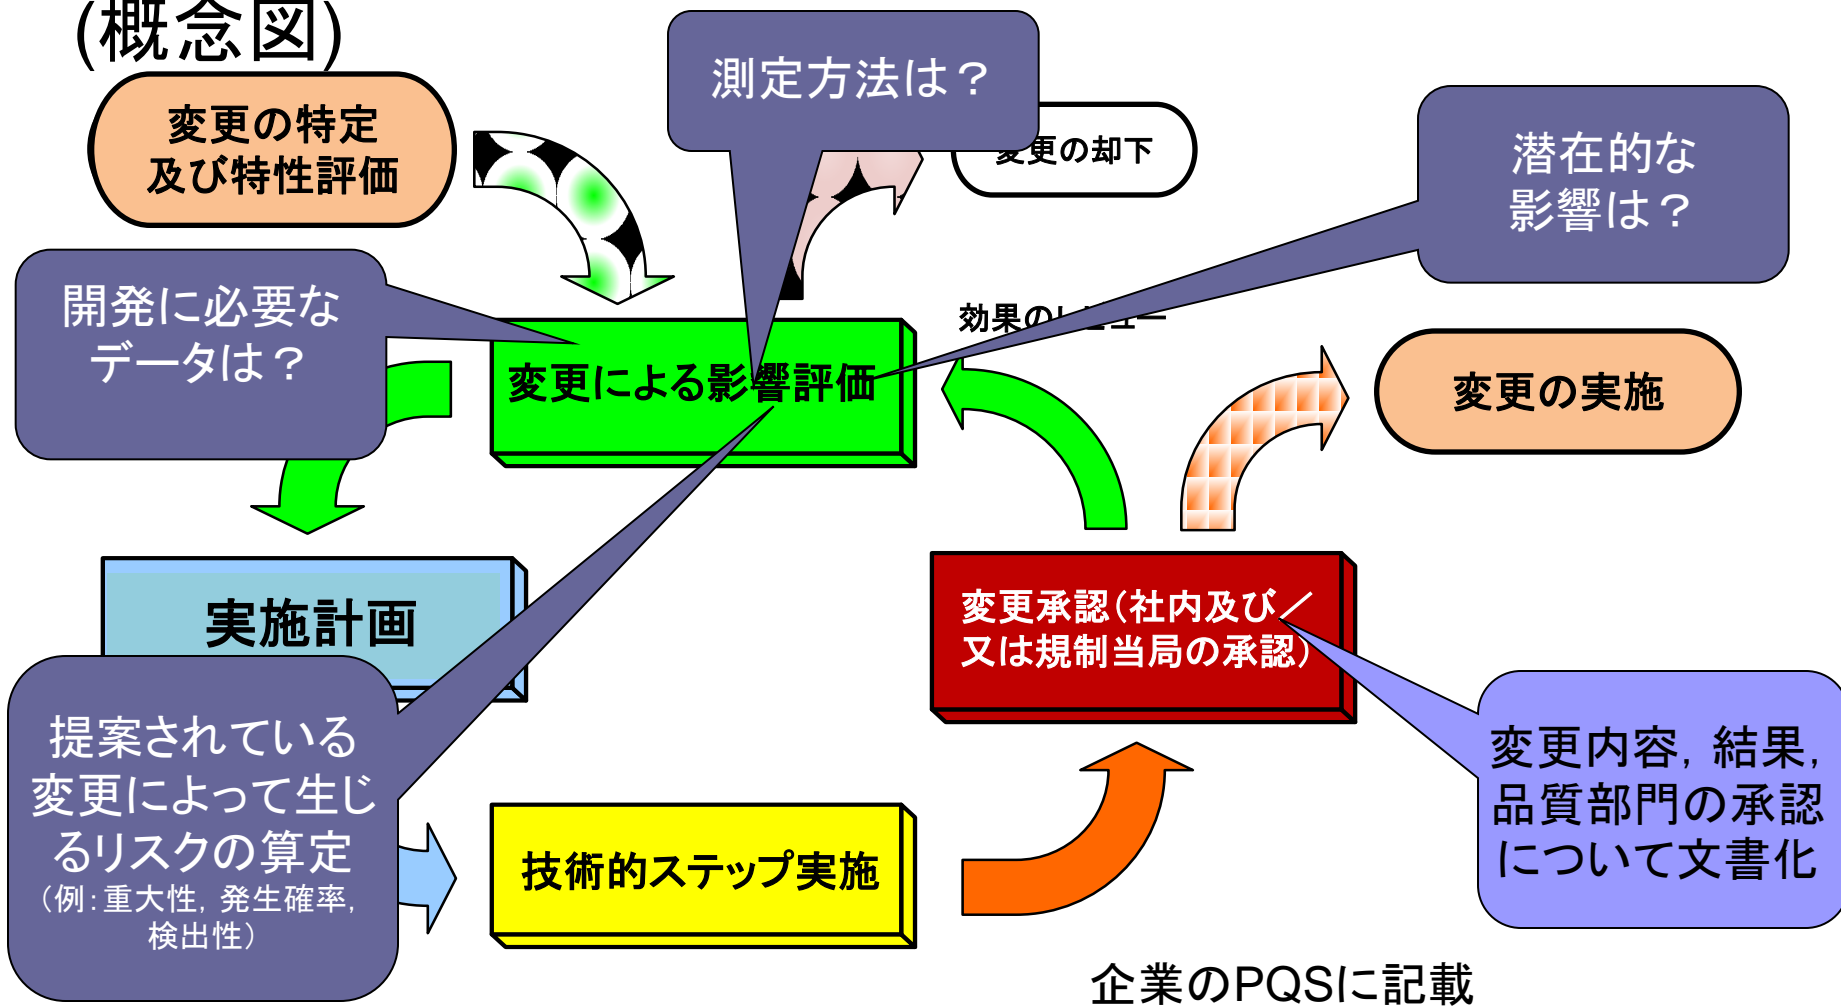 (概念図)
測定方法は？
変更の特定
及び特性評価
変更の却下
潜在的な
影響は？
開発に必要な
データは？
効果のレビュー
変更による影響評価
変更の実施
実施計画
変更承認（社内及び／
又は規制当局の承認）
提案されている
変更によって生じ
るリスクの算定
（例：重大性，発生確率，
検出性）
変更内容，結果，
品質部門の承認
について文書化
技術的ステップ実施
企業のPQSに記載